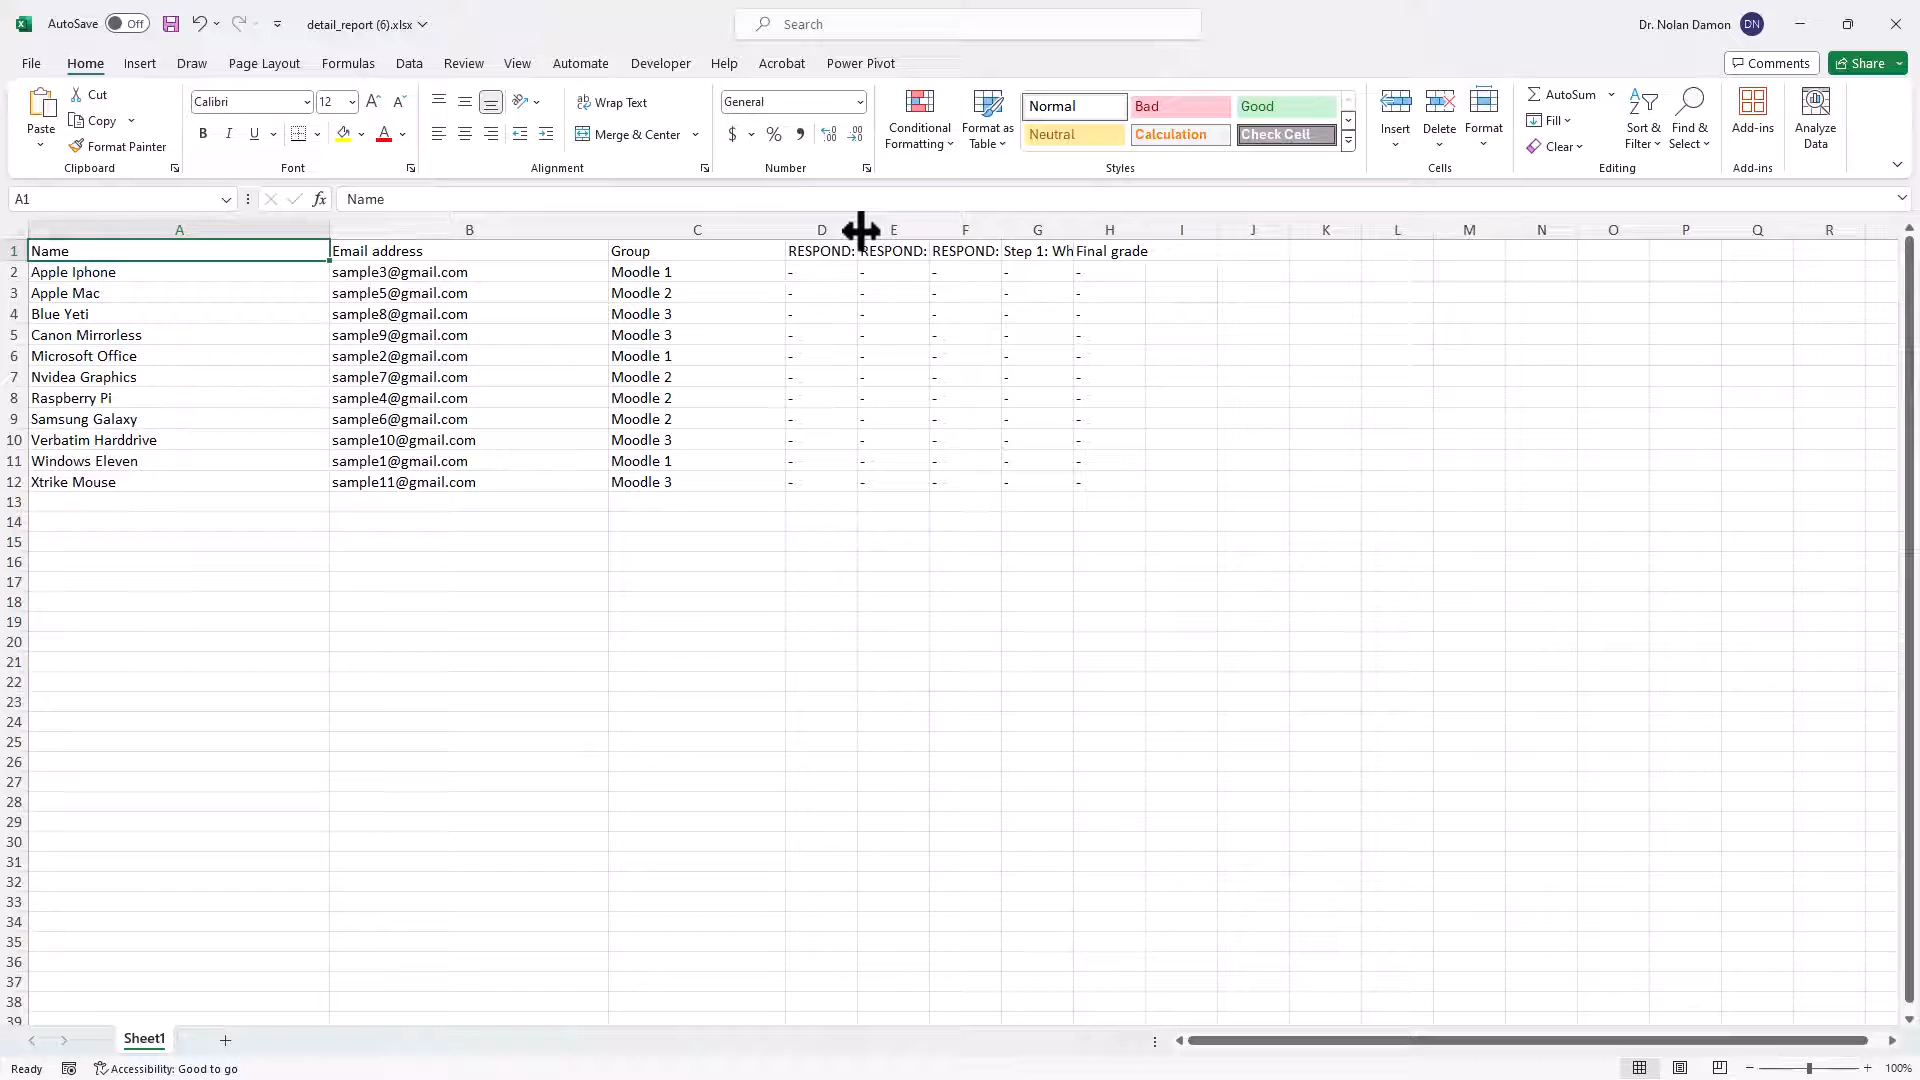 AutoSave Off detail_report (6).xlsx Search Dr. Nolan Damon DN
File Home Insert Draw Page Layout Formulas Data Review View Automate Developer Help Acrobat Power Pivot Comments Share
Paste Cut Copy Format Painter Clipboard
Calibri 12 B I U A Font
Wrap Text Merge & Center Alignment
General $ % Number
Conditional Formatting Format as Table Normal Bad Good Neutral Calculation Check Cell Styles
Insert Delete Format Cells
AutoSum Fill Clear Sort & Filter Find & Select Editing
Add-ins Add-ins
Analyze Data
A1 fx Name
A B C D E F G H I J K L M N O P Q R
1 Name Email address Group RESPOND: RESPOND: RESPOND: Step 1: Wh Final grade
2 Apple Iphone sample3@gmail.com Moodle 1 - - - - -
3 Apple Mac sample5@gmail.com Moodle 2 - - - - -
4 Blue Yeti sample8@gmail.com Moodle 3 - - - - -
5 Canon Mirrorless sample9@gmail.com Moodle 3 - - - - -
6 Microsoft Office sample2@gmail.com Moodle 1 - - - - -
7 Nvidea Graphics sample7@gmail.com Moodle 2 - - - - -
8 Raspberry Pi sample4@gmail.com Moodle 2 - - - - -
9 Samsung Galaxy sample6@gmail.com Moodle 2 - - - - -
10 Verbatim Harddrive sample10@gmail.com Moodle 3 - - - - -
11 Windows Eleven sample1@gmail.com Moodle 1 - - - - -
12 Xtrike Mouse sample11@gmail.com Moodle 3 - - - - -
13
14
15
16
17
18
19
20
21
22
23
24
25
26
27
28
29
30
31
32
33
34
35
36
37
38
39
Sheet1
Ready Accessibility: Good to go 100%